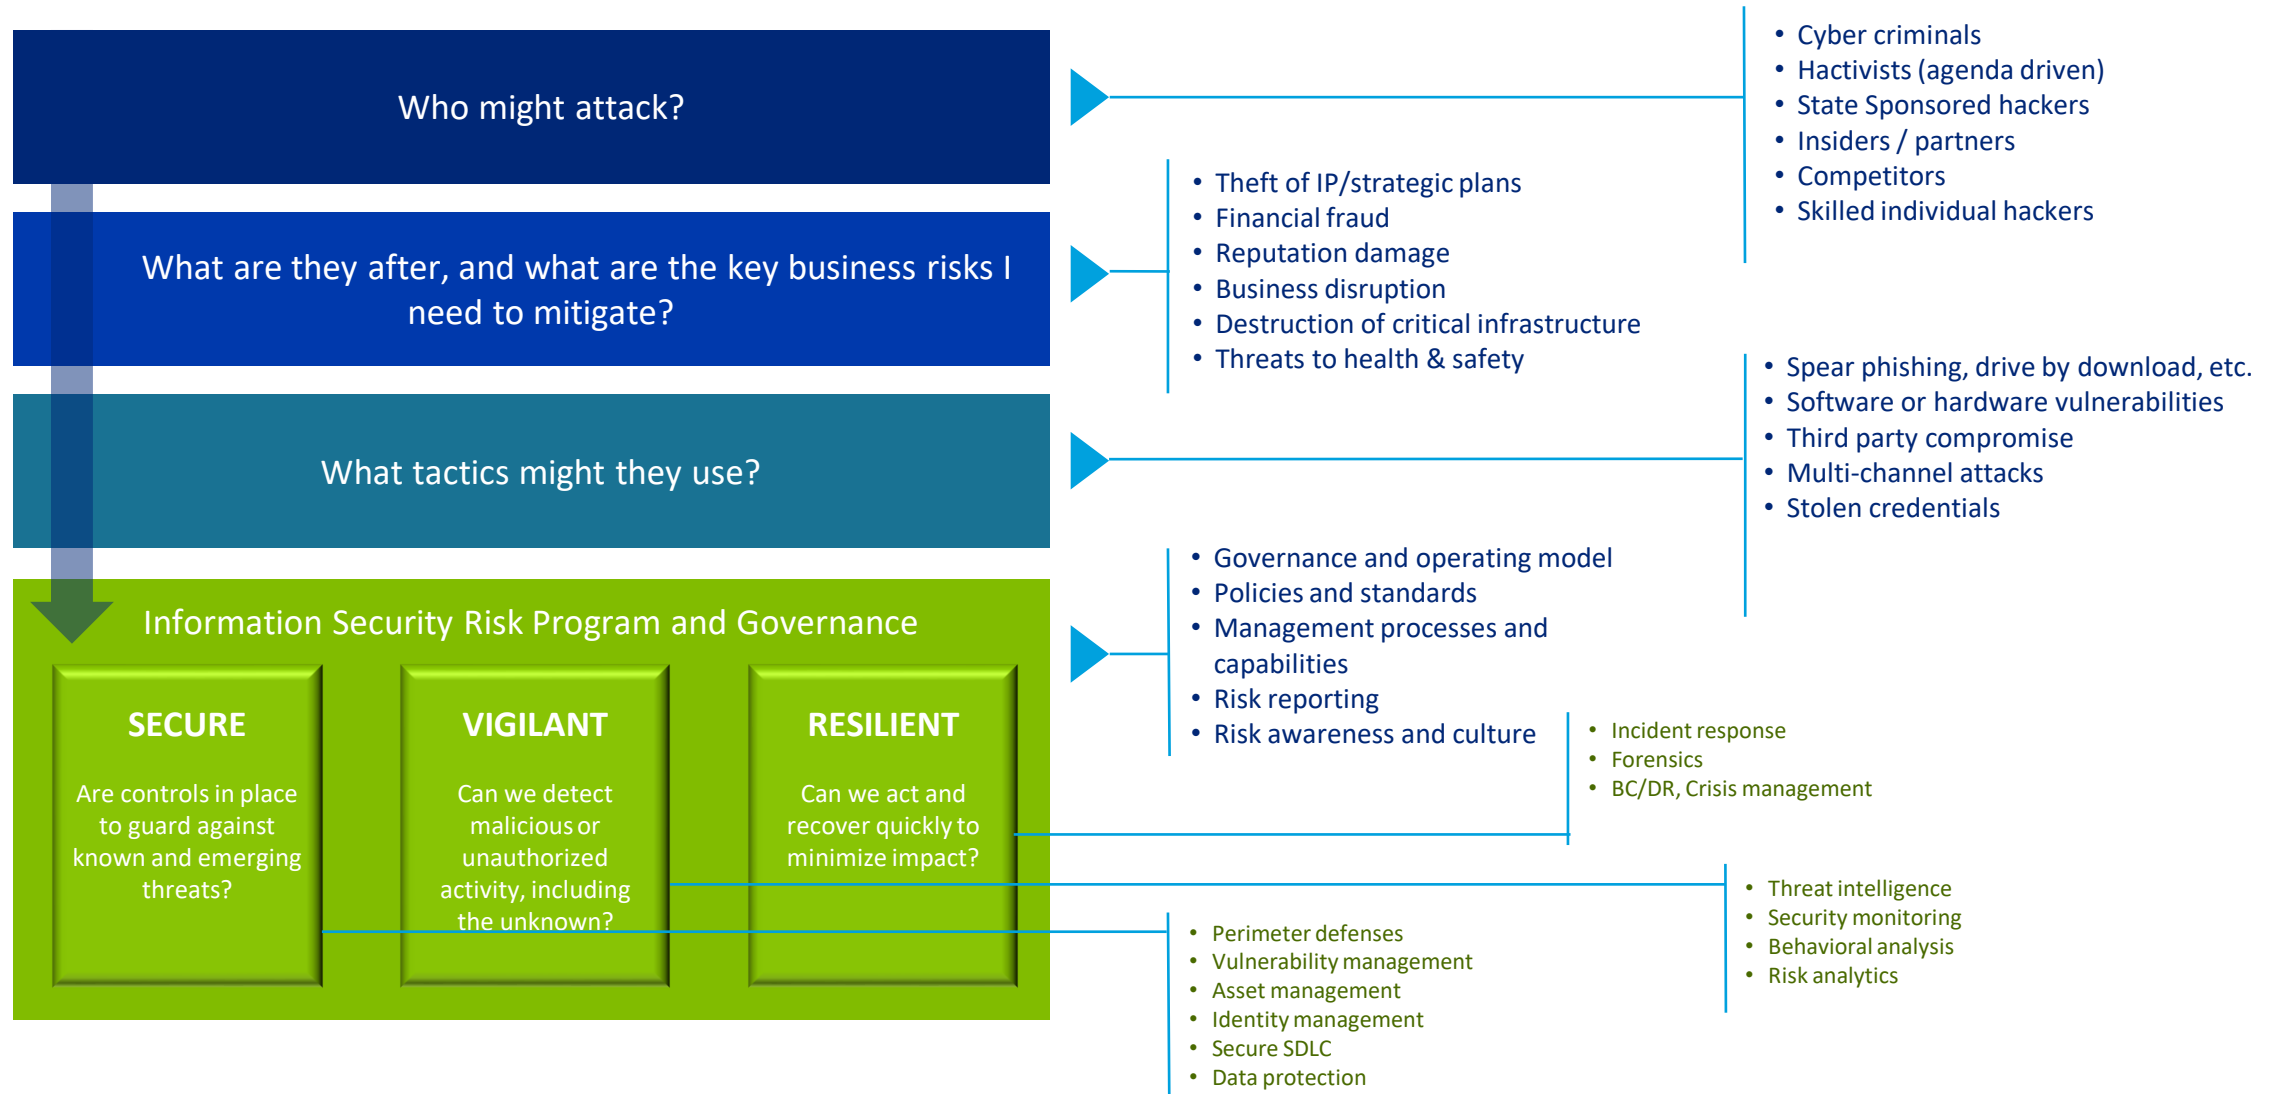 Who might attack?
• Cyber criminals
• Hactivists (agenda driven)
• State Sponsored hackers
• Insiders / partners
• Competitors
• Skilled individual hackers
What are they after, and what are the key business risks I
need to mitigate?
• Theft of IP/strategic plans
• Financial fraud
• Reputation damage
• Business disruption
• Destruction of critical infrastructure
• Threats to health & safety
What tactics might they use?
• Spear phishing, drive by download, etc.
• Software or hardware vulnerabilities
• Third party compromise
• Multi-channel attacks
• Stolen credentials
Information Security Risk Program and Governance
• Governance and operating model
• Policies and standards
• Management processes and
capabilities
• Risk reporting
• Risk awareness and culture
SECURE
Are controls in place
to guard against
known and emerging
threats?
VIGILANT
Can we detect
malicious or
unauthorized
activity, including
the unknown?
RESILIENT
Can we act and
recover quickly to
minimize impact?
• Incident response
• Forensics
• BC/DR, Crisis management
• Threat intelligence
• Security monitoring
• Behavioral analysis
• Risk analytics
• Perimeter defenses
• Vulnerability management
• Asset management
• Identity management
• Secure SDLC
• Data protection